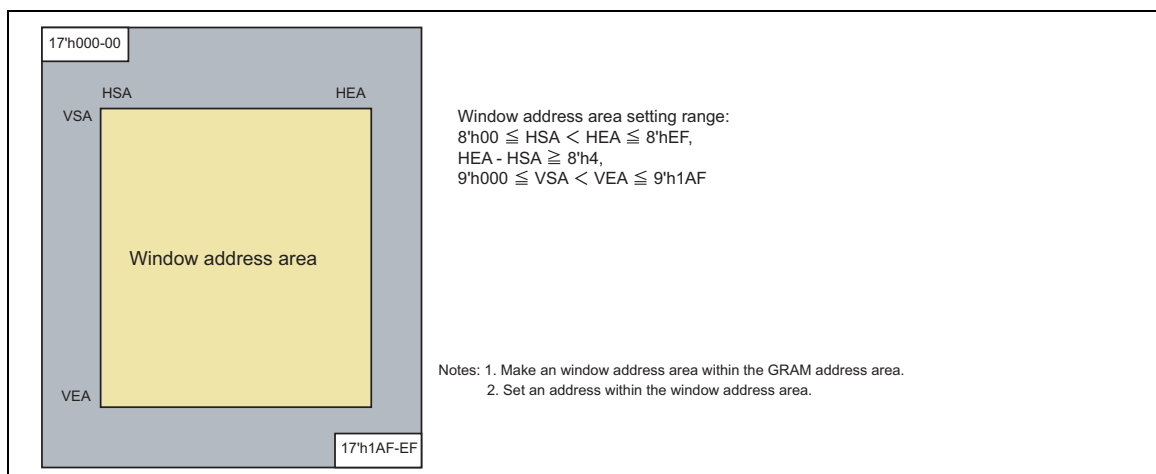 17'h000-00
HSA HEA
VSA
Window address area setting range:
8'h00 ≦ HSA < HEA ≦ 8'hEF,
HEA - HSA ≧ 8'h4,
9'h000 ≦ VSA < VEA ≦ 9'h1AF
Window address area
Notes: 1. Make an window address area within the GRAM address area.
2. Set an address within the window address area.
VEA
17'h1AF-EF